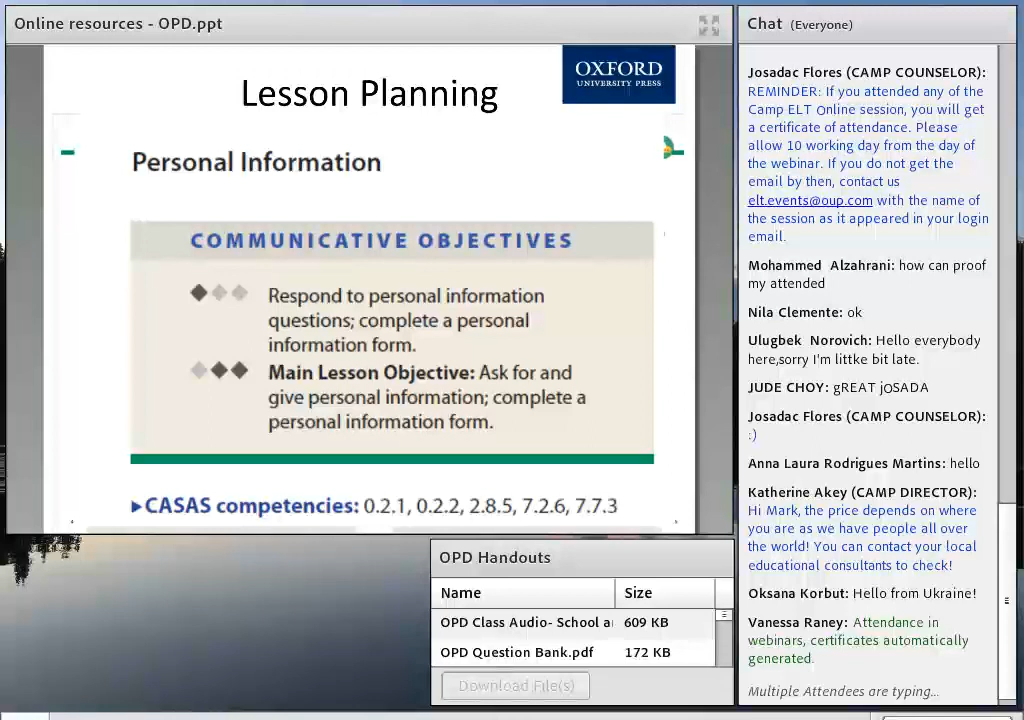 Online resources - OPD.ppt
Lesson Planning
OXFORD
UNIVERSITY PRESS
Personal Information
COMMUNICATIVE OBJECTIVES
Respond to personal information
questions; complete a personal
information form.
Main Lesson Objective: Ask for and
give personal information; complete a
personal information form.
▸CASAS competencies: 0.2.1, 0.2.2, 2.8.5, 7.2.6, 7.7.3
OPD Handouts
Name Size
OPD Class Audio- School 609 KB
OPD Question Bank.pdf 172 KB
Download File(s)
Chat (Everyone)
Josadac Flores (CAMP COUNSELOR):
REMINDER: If you attended any of the
Camp ELT Online session, you will get
a certificate of attendance. Please
allow 10 working day from the day of
the webinar. If you do not get the
email by then, contact us
elt.events@oup.com with the name of
the session as it appeared in your login
email.
Mohammed Alzahrani: how can proof
my attended
Nila Clemente: ok
Ulugbek Norovich: Hello everybody
here,sorry I'm littke bit late.
JUDE CHOY: gREAT jOSADA
Josadac Flores (CAMP COUNSELOR):
:)
Anna Laura Rodrigues Martins: hello
Katherine Akey (CAMP DIRECTOR):
Hi Mark, the price depends on where
you are as we have people all over
the world! You can contact your local
educational consultants to check!
Oksana Korbut: Hello from Ukraine!
Vanessa Raney: Attendance in
webinars, certificates automatically
generated.
Multiple Attendees are typing...